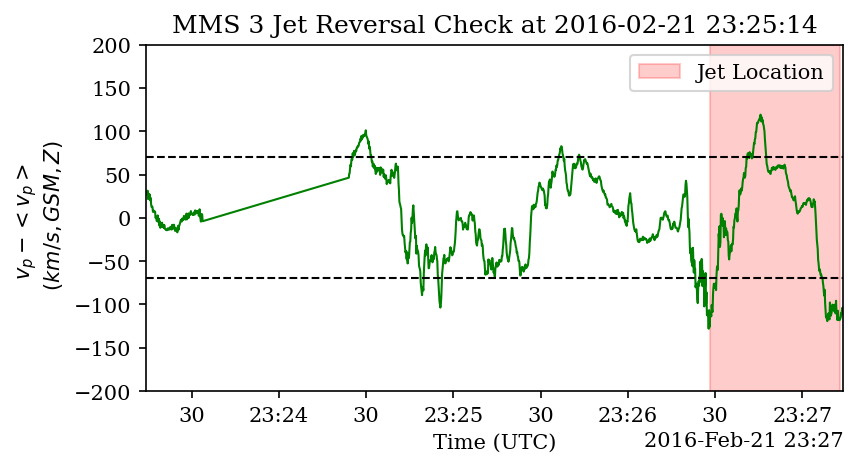 MMS 3 Jet Reversal Check at 2016-02-21 23:25:14
200
150
100
50
0
−50
−100
−150
−200
v_p − < v_p >
(km/s, GSM, Z)
Jet Location
30 23:24 30 23:25 30 23:26 30 23:27
Time (UTC)
2016-Feb-21 23:27